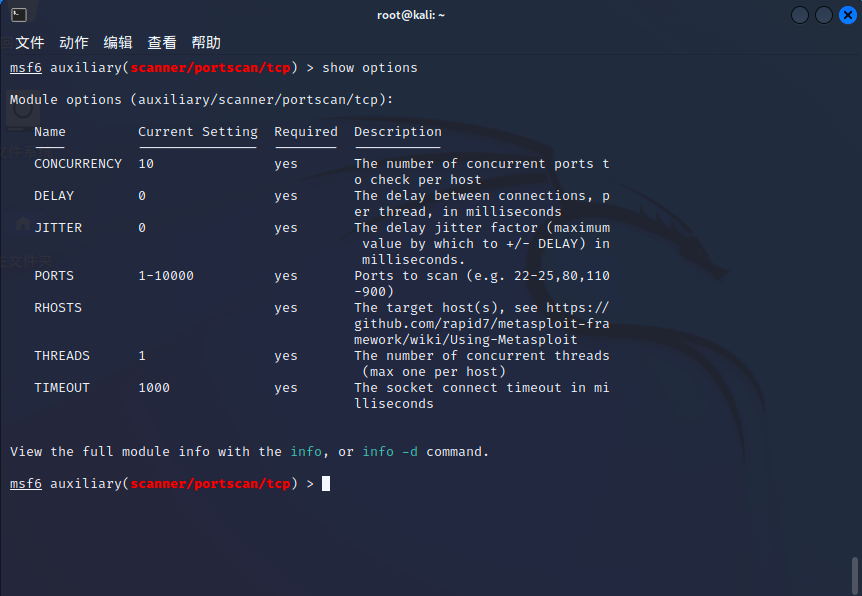 root@kali: ~
文件 动作 编辑 查看 帮助
msf6 auxiliary(scanner/portscan/tcp) > show options
Module options (auxiliary/scanner/portscan/tcp):
Name Current Setting Required Description
CONCURRENCY 10 yes The number of concurrent ports t
o check per host
DELAY 0 yes The delay between connections, p
er thread, in milliseconds
JITTER 0 yes The delay jitter factor (maximum
value by which to +/- DELAY) in
milliseconds.
PORTS 1-10000 yes Ports to scan (e.g. 22-25,80,110
-900)
RHOSTS yes The target host(s), see https://
github.com/rapid7/metasploit-fra
mework/wiki/Using-Metasploit
THREADS 1 yes The number of concurrent threads
(max one per host)
TIMEOUT 1000 yes The socket connect timeout in mi
lliseconds
View the full module info with the info, or info -d command.
msf6 auxiliary(scanner/portscan/tcp) >